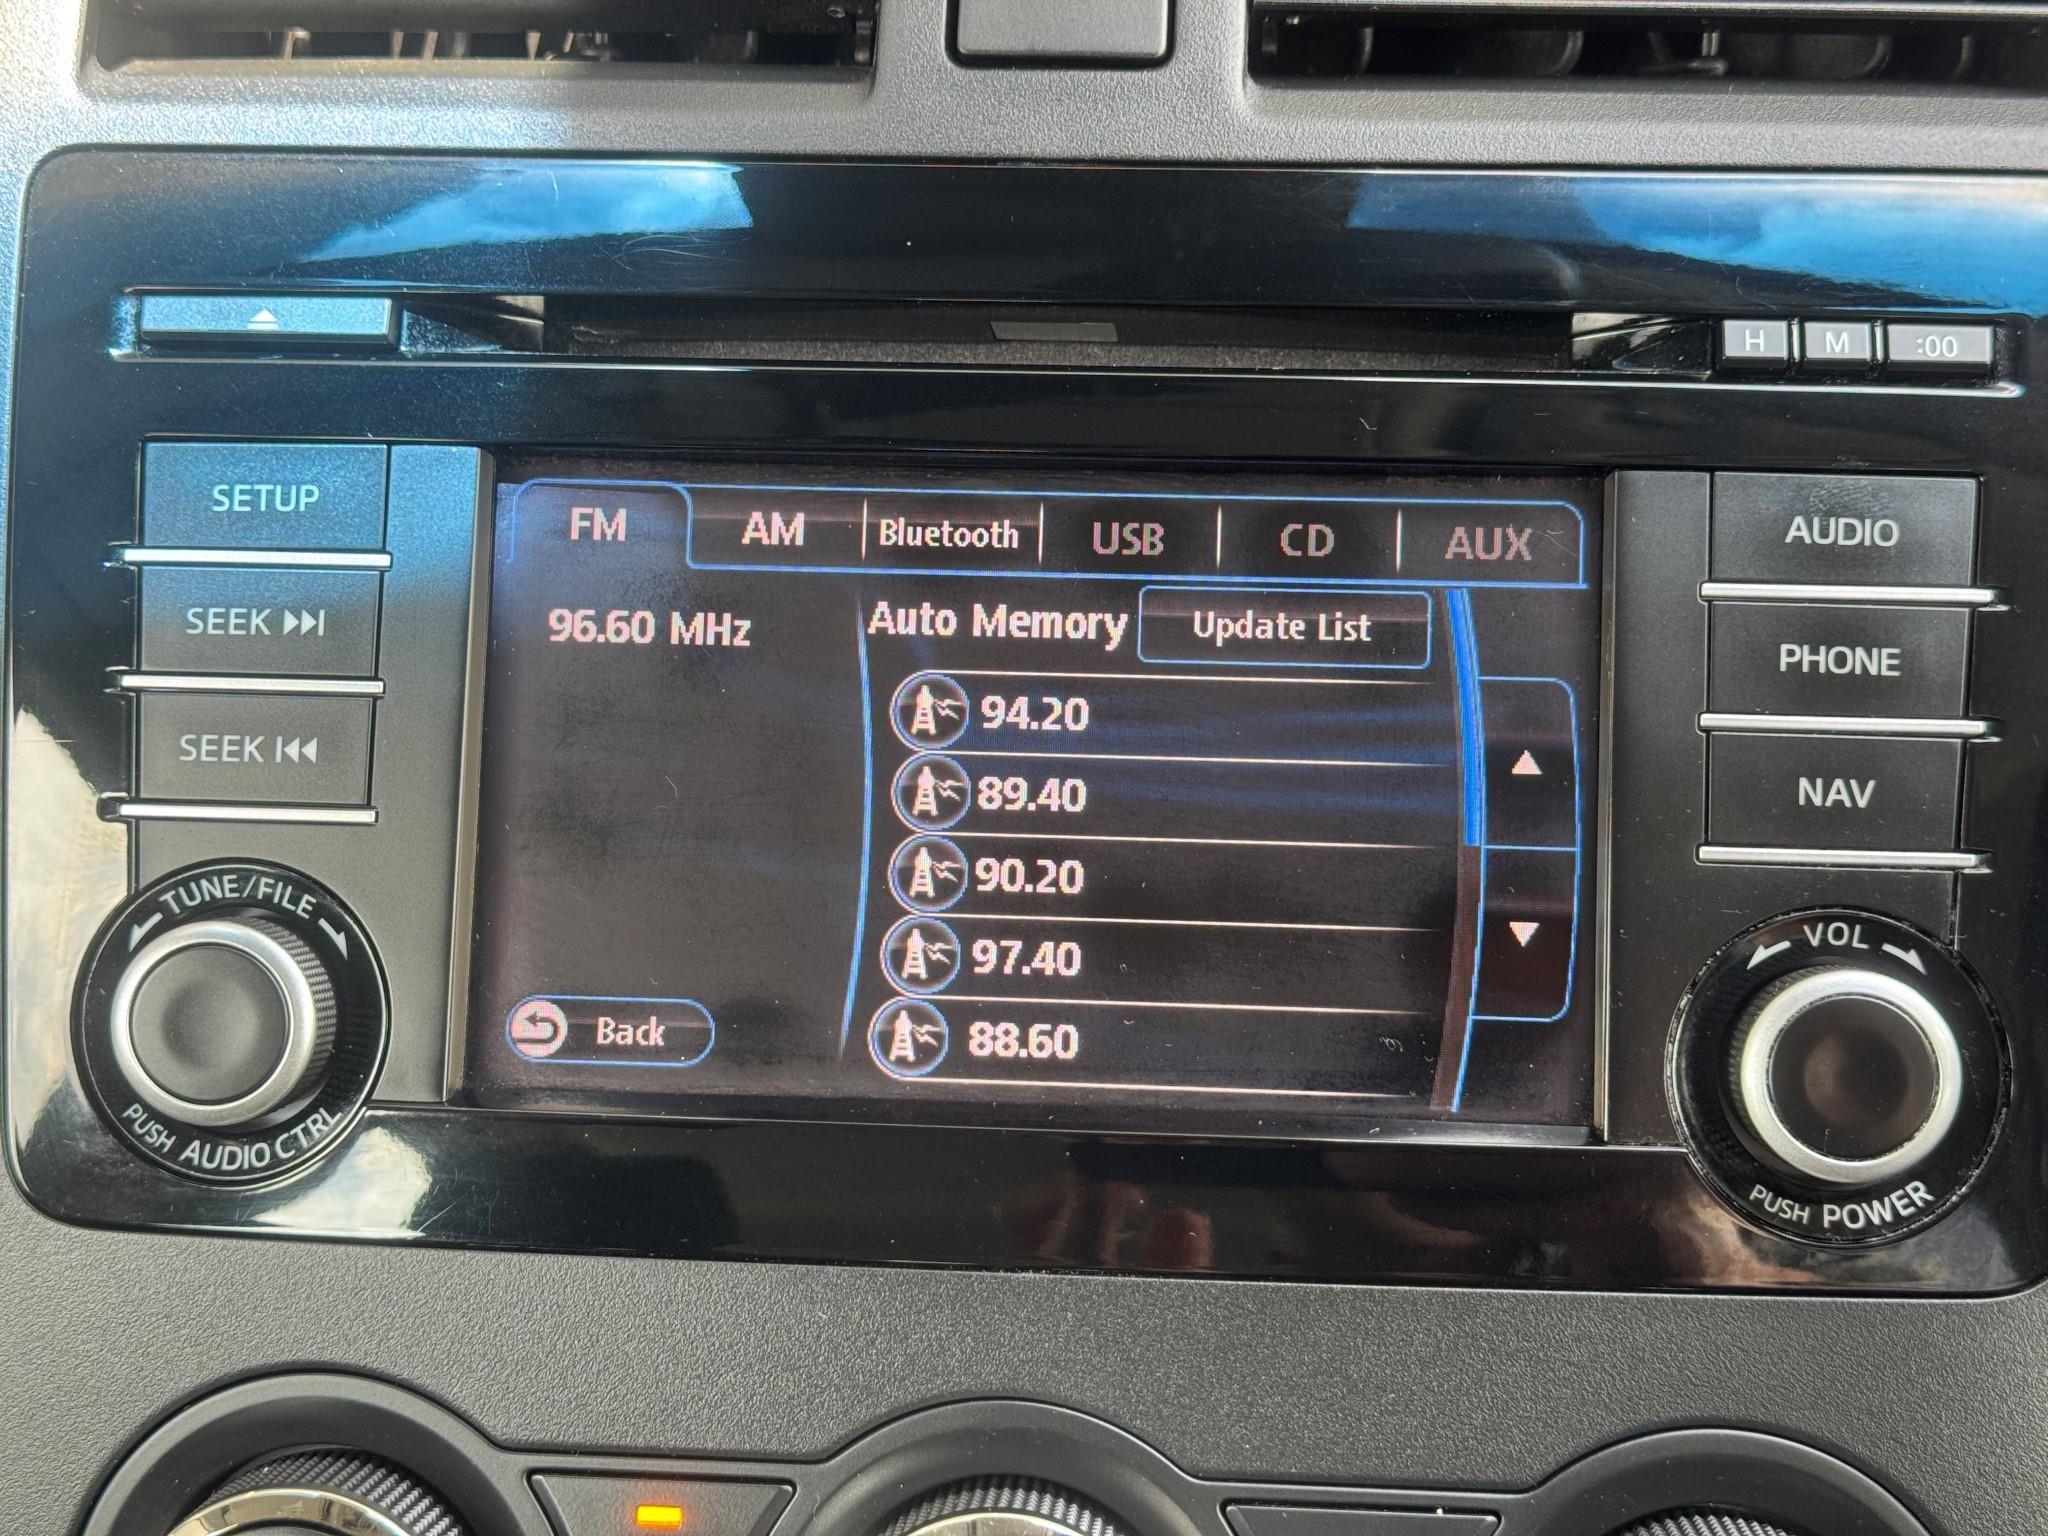 H M :00
SETUP
SEEK
SEEK
TUNE/FILE
PUSH AUDIO CTRL
FM AM Bluetooth USB CD AUX
96.60 MHz
Auto Memory Update List
94.20
89.40
90.20
97.40
88.60
Back
AUDIO
PHONE
NAV
VOL
PUSH POWER